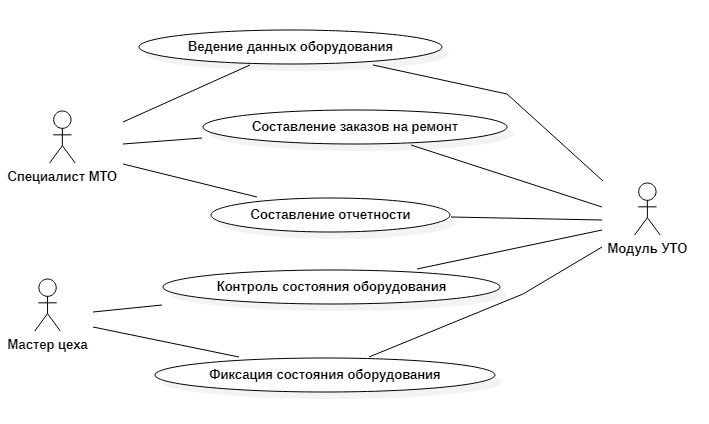 Ведение данных оборудования
Составление заказов на ремонт
Специалист МТО
Составление отчетности
Модуль УТО
Контроль состояния оборудования
Мастер цеха
Фиксация состояния оборудования